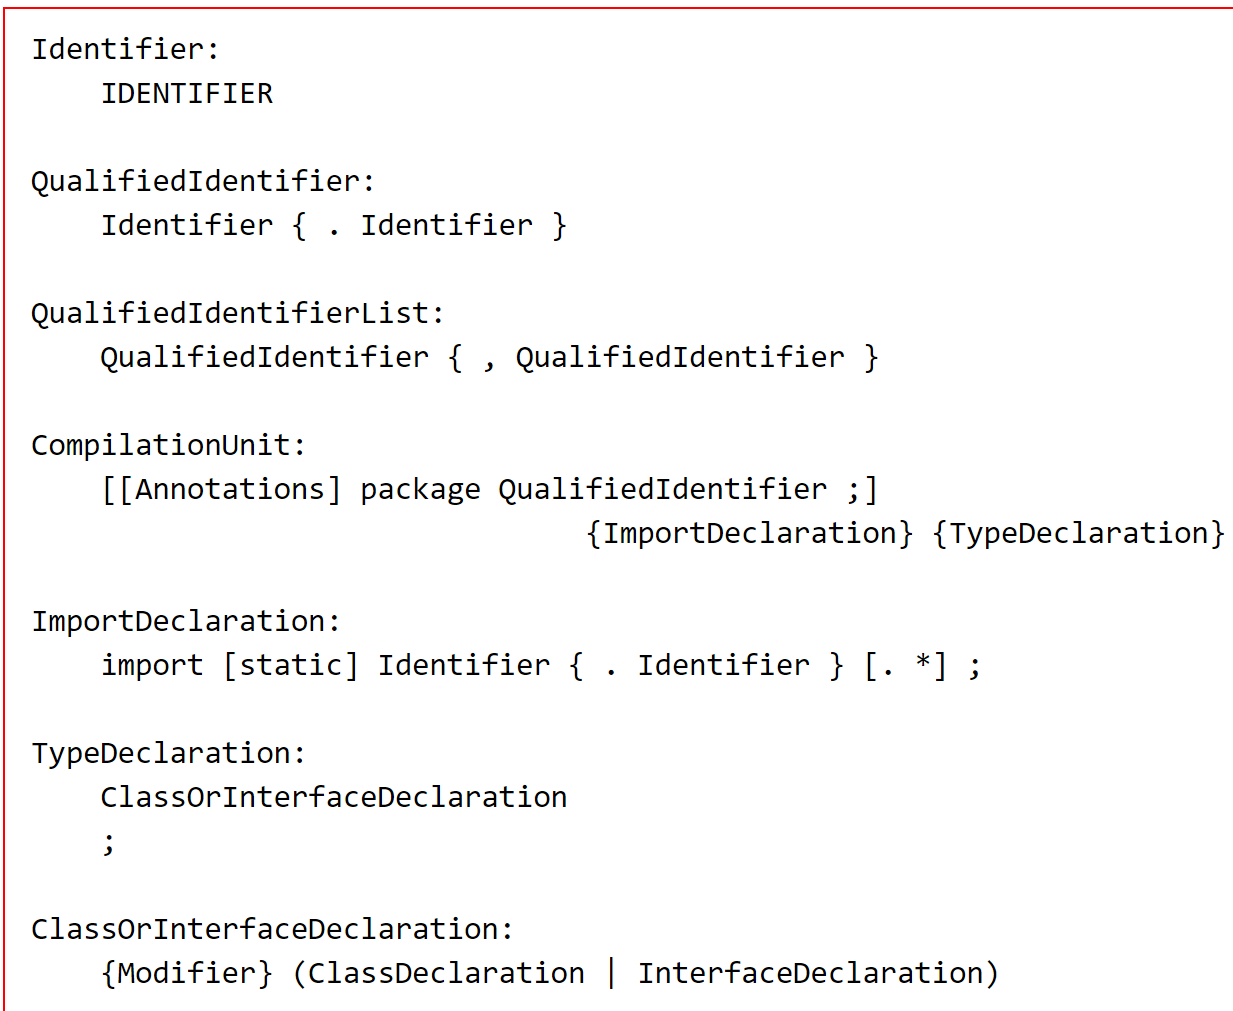 Identifier:
IDENTIFIER
QualifiedIdentifier:
Identifier { . Identifier }
QualifiedIdentifierList:
QualifiedIdentifier { , QualifiedIdentifier }
CompilationUnit:
[[Annotations] package QualifiedIdentifier ;]
{ImportDeclaration} {TypeDeclaration}
ImportDeclaration:
import [static] Identifier { . Identifier } [. *] ;
TypeDeclaration:
ClassOrInterfaceDeclaration
;
ClassOrInterfaceDeclaration:
{Modifier} (ClassDeclaration | InterfaceDeclaration)